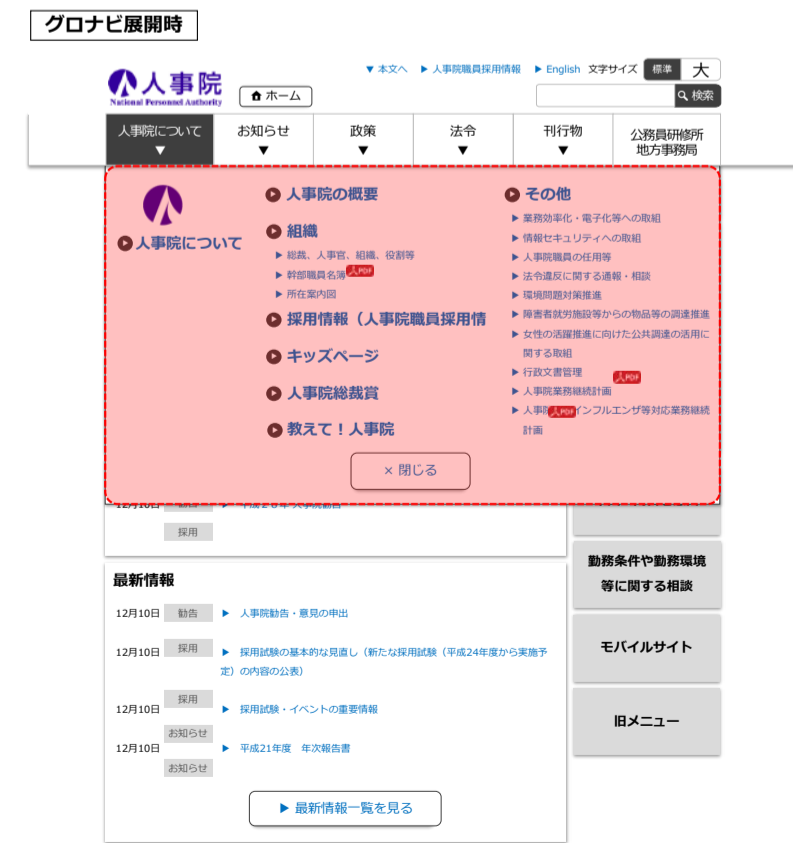 グロナビ展開時
▼ 本文へ ▶ 人事院職員採用情報 ▶ English 文字サイズ 標準 大
人事院
National Personnel Authority
ホーム
検索
人事院について
▼
お知らせ
▼
政策
▼
法令
▼
刊行物
▼
公務員研修所
地方事務局
人事院について
人事院の概要
組織
▶ 総裁、人事官、組織、役割等
▶ 幹部職員名簿 PDF
▶ 所在案内図
採用情報（人事院職員採用情
キッズページ
人事院総裁賞
教えて！人事院
その他
▶ 業務効率化・電子化等への取組
▶ 情報セキュリティへの取組
▶ 人事院職員の任用等
▶ 法令違反に関する通報・相談
▶ 環境問題対策推進
▶ 障害者就労施設等からの物品等の調達推進
▶ 女性の活躍推進に向けた公共調達の活用に
関する取組
▶ 行政文書管理 PDF
▶ 人事院業務継続計画
▶ 人事 PDF インフルエンザ等対応業務継続
計画
× 閉じる
採用
最新情報
12月10日 勧告 ▶ 人事院勧告・意見の申出
12月10日 採用 ▶ 採用試験の基本的な見直し（新たな採用試験（平成24年度から実施予
定）の内容の公表）
12月10日 採用 ▶ 採用試験・イベントの重要情報
お知らせ
12月10日 ▶ 平成21年度 年次報告書
お知らせ
▶ 最新情報一覧を見る
勤務条件や勤務環境
等に関する相談
モバイルサイト
旧メニュー